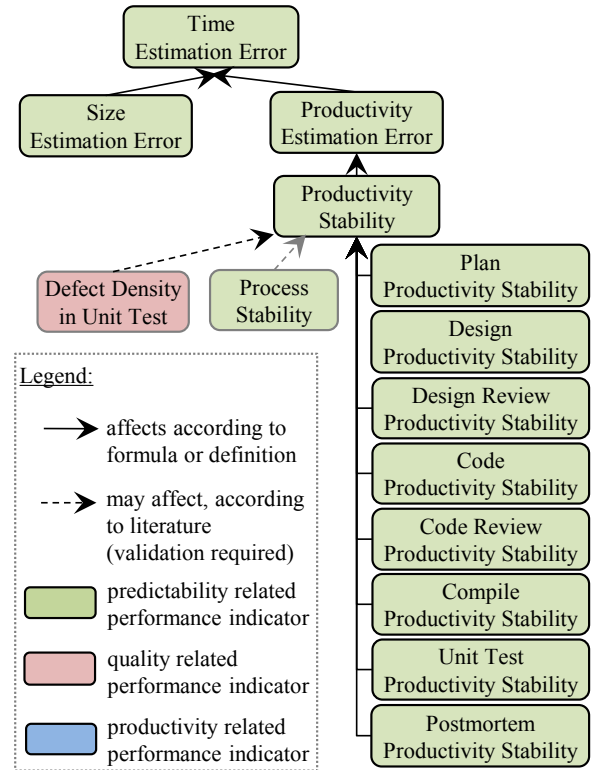 Time
Estimation Error
Size
Estimation Error
Productivity
Estimation Error
Productivity
Stability
Defect Density
in Unit Test
Process
Stability
Plan
Productivity Stability
Design
Productivity Stability
Design Review
Productivity Stability
Code
Productivity Stability
Code Review
Productivity Stability
Compile
Productivity Stability
Unit Test
Productivity Stability
Postmortem
Productivity Stability
Legend:
affects according to
formula or definition
may affect, according
to literature
(validation required)
predictability related
performance indicator
quality related
performance indicator
productivity related
performance indicator